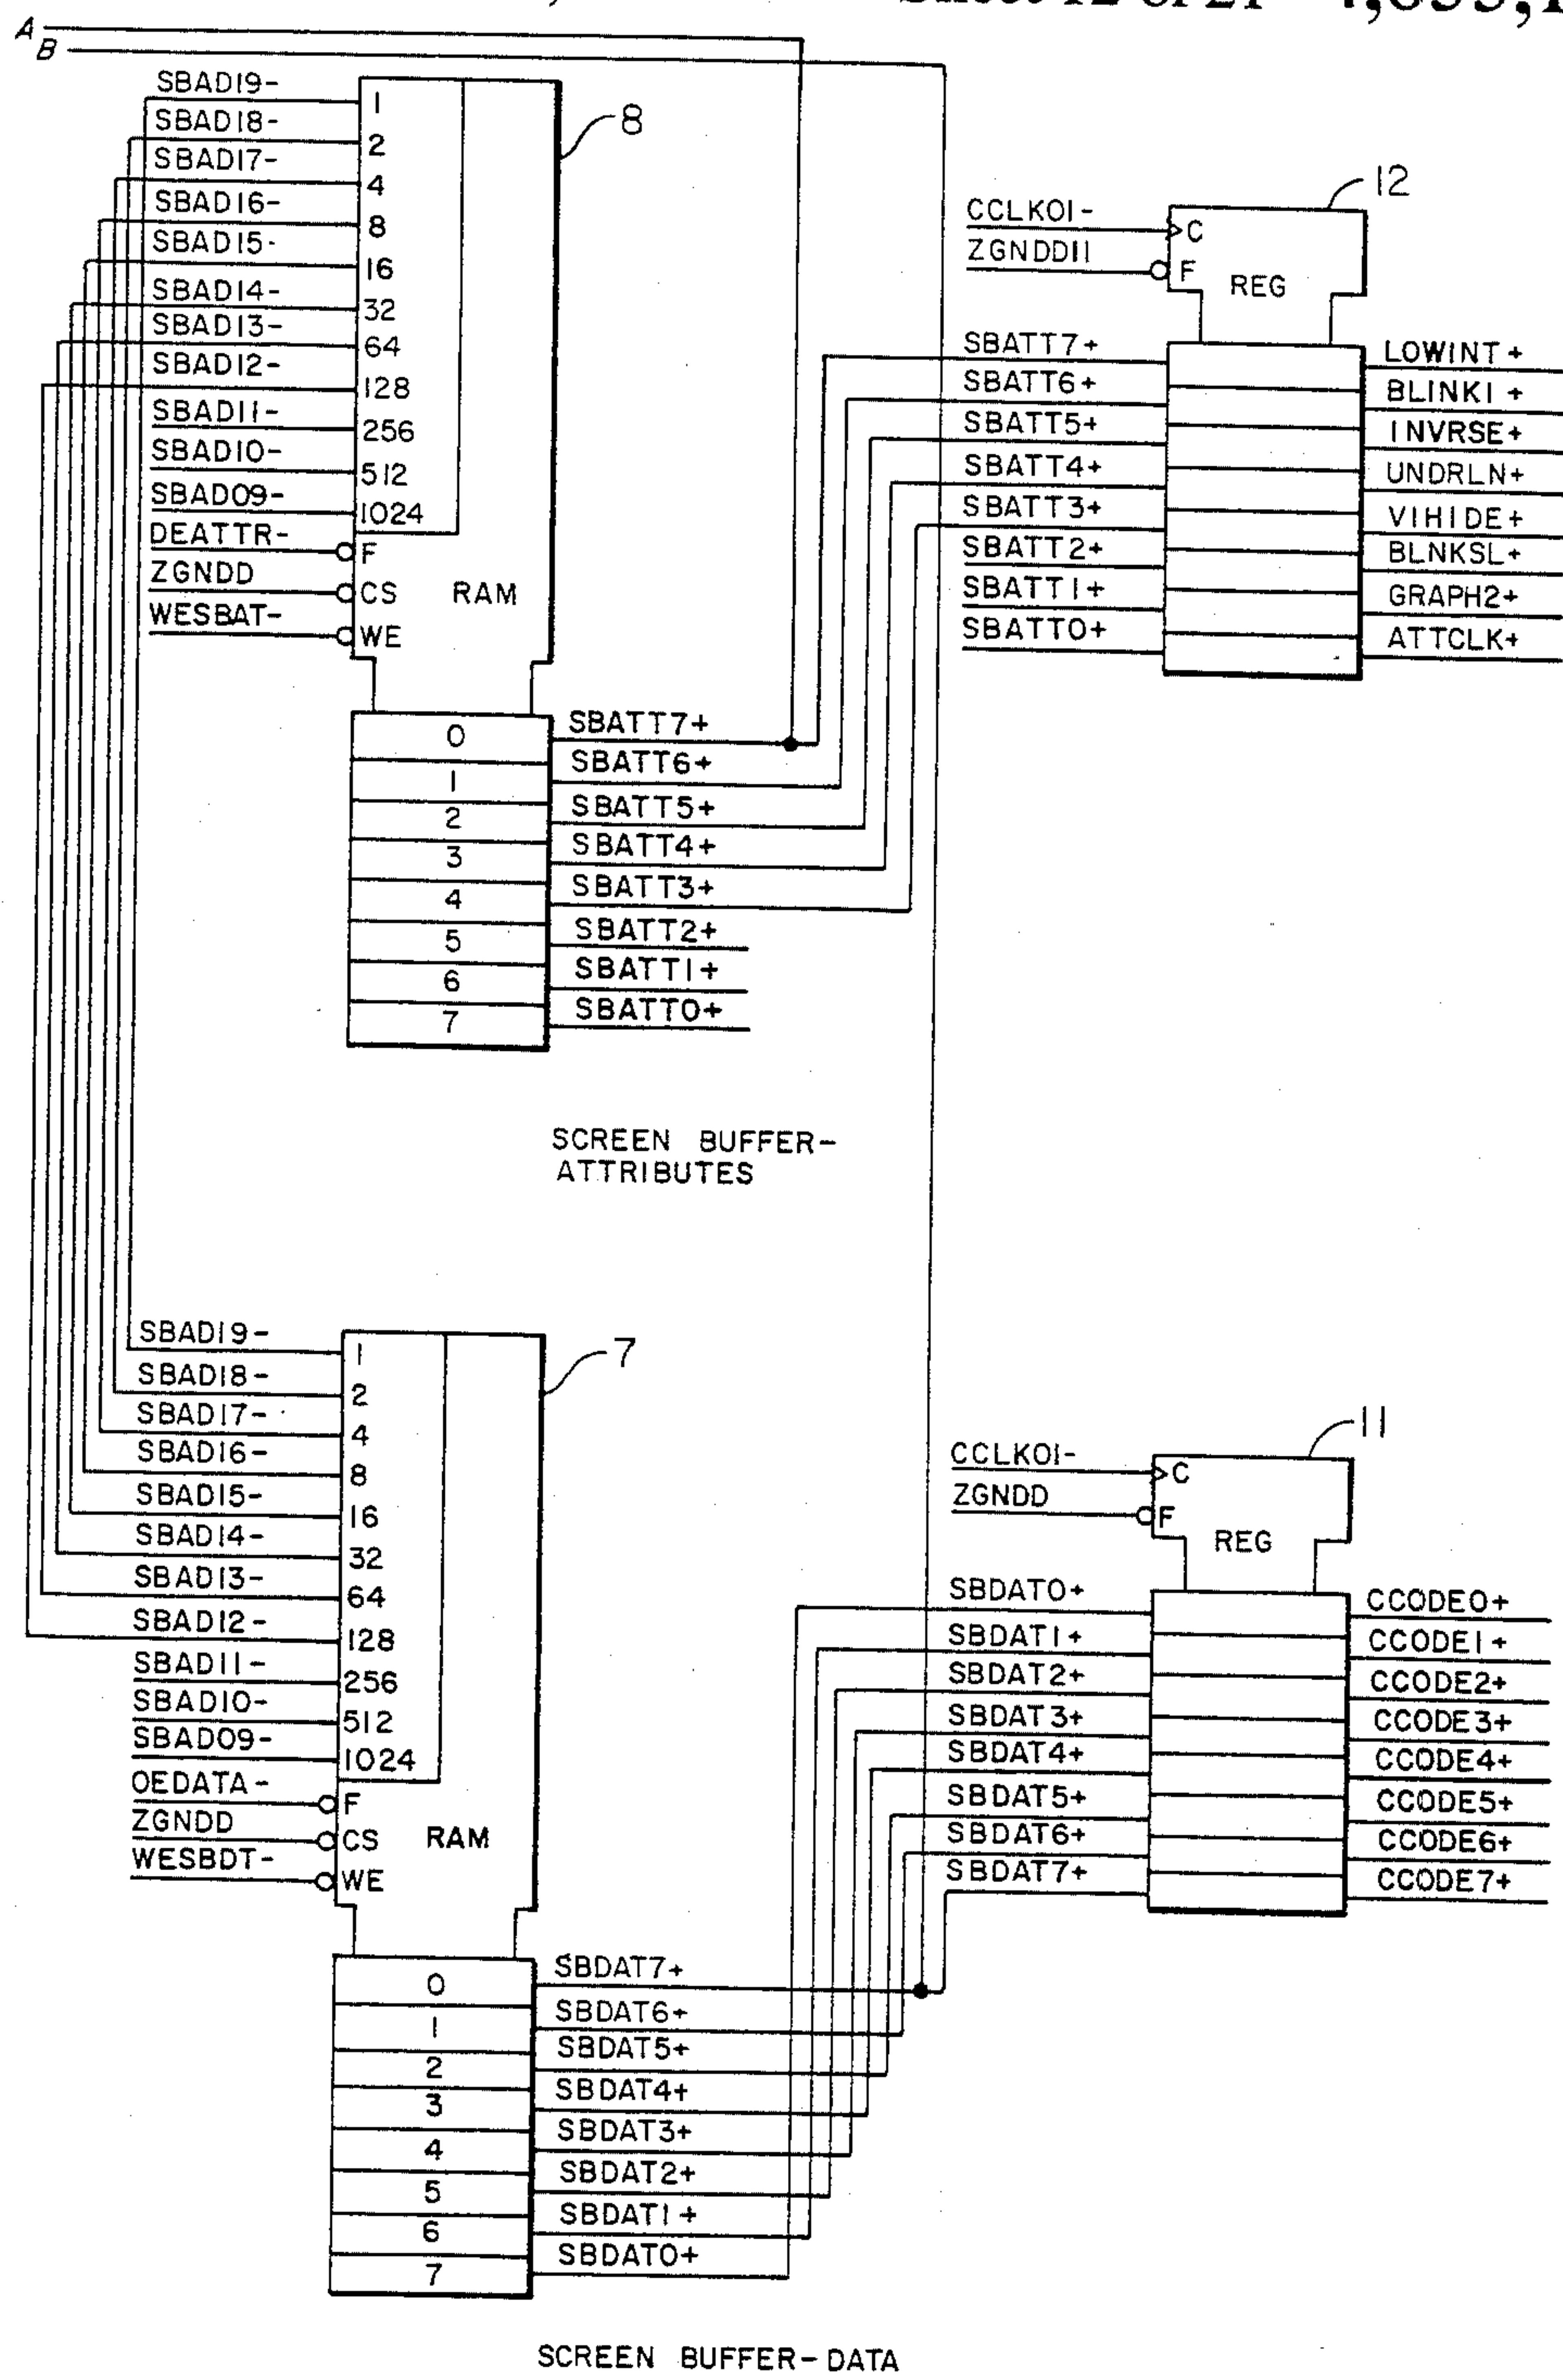 Sheet 12 of 21
A
B
SBAD19-
1
SBAD18-
2
SBAD17-
4
SBAD16-
8
SBAD15-
16
SBAD14-
32
SBAD13-
64
SBAD12-
128
SBAD11-
256
SBAD10-
512
SBAD09-
1024
DEATTR-
F
ZGNDD
CS
RAM
WESBAT-
WE
8
0
SBATT7+
1
SBATT6+
2
SBATT5+
3
SBATT4+
4
SBATT3+
5
SBATT2+
6
SBATT1+
7
SBATT0+
SCREEN BUFFER-
ATTRIBUTES
12
CCLK01-
C
ZGNDD11
F
REG
SBATT7+
LOWINT+
SBATT6+
BLINK1+
SBATT5+
INVRSE+
SBATT4+
UNDRLN+
SBATT3+
VIHIDE+
SBATT2+
BLNKSL+
SBATT1+
GRAPH2+
SBATT0+
ATTCLK+
SBAD19-
1
SBAD18-
2
SBAD17-
4
SBAD16-
8
SBAD15-
16
SBAD14-
32
SBAD13-
64
SBAD12-
128
SBAD11-
256
SBAD10-
512
SBAD09-
1024
OEDATA-
F
ZGNDD
CS
RAM
WESBDT-
WE
7
0
SBDAT7+
1
SBDAT6+
2
SBDAT5+
3
SBDAT4+
4
SBDAT3+
5
SBDAT2+
6
SBDAT1+
7
SBDAT0+
SCREEN BUFFER-DATA
11
CCLK01-
C
ZGNDD
F
REG
SBDAT0+
CCODE0+
SBDAT1+
CCODE1+
SBDAT2+
CCODE2+
SBDAT3+
CCODE3+
SBDAT4+
CCODE4+
SBDAT5+
CCODE5+
SBDAT6+
CCODE6+
SBDAT7+
CCODE7+